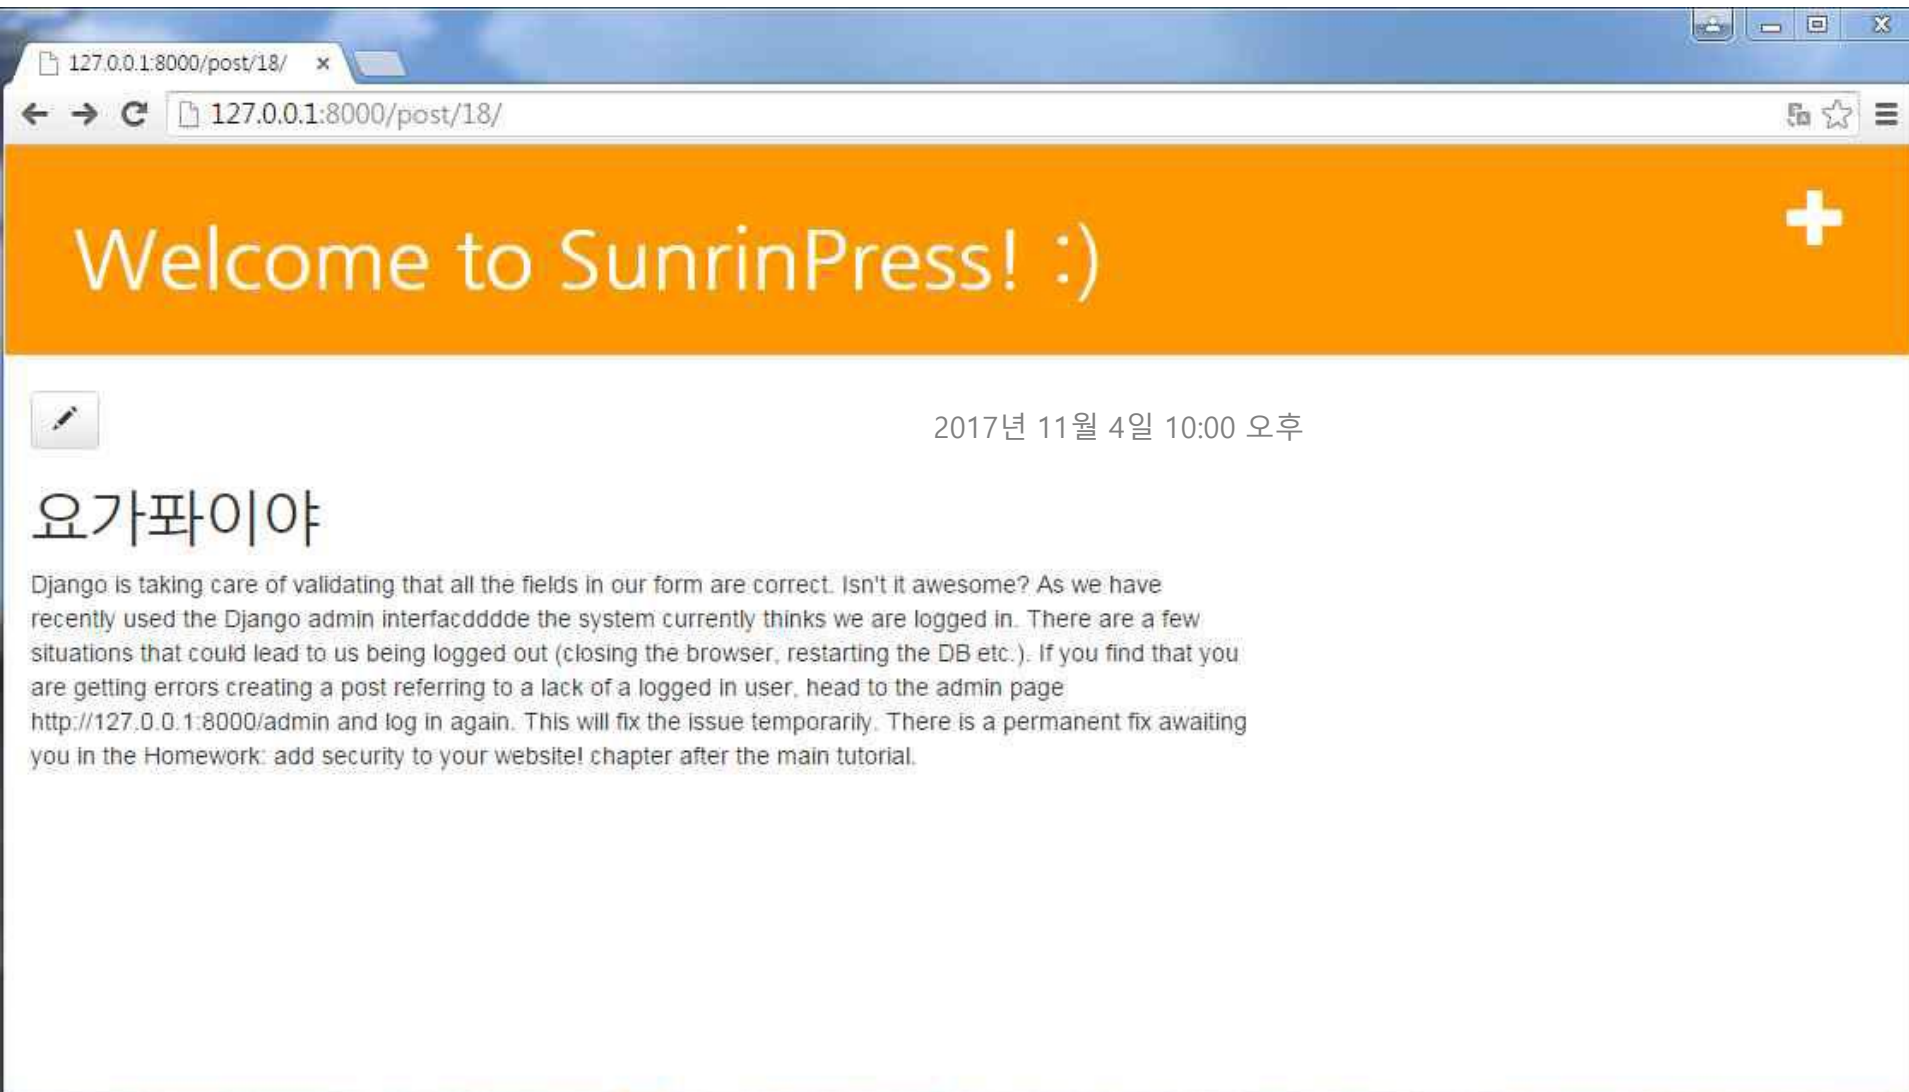 127.0.0.1:8000/post/18/
127.0.0.1:8000/post/18/
Welcome to SunrinPress! :)
2017년 11월 4일 10:00 오후
요가퐈이야
Django is taking care of validating that all the fields in our form are correct. Isn't it awesome? As we have
recently used the Django admin interfacdddde the system currently thinks we are logged in. There are a few
situations that could lead to us being logged out (closing the browser, restarting the DB etc.). If you find that you
are getting errors creating a post referring to a lack of a logged in user, head to the admin page
http://127.0.0.1:8000/admin and log in again. This will fix the issue temporarily. There is a permanent fix awaiting
you in the Homework: add security to your website! chapter after the main tutorial.